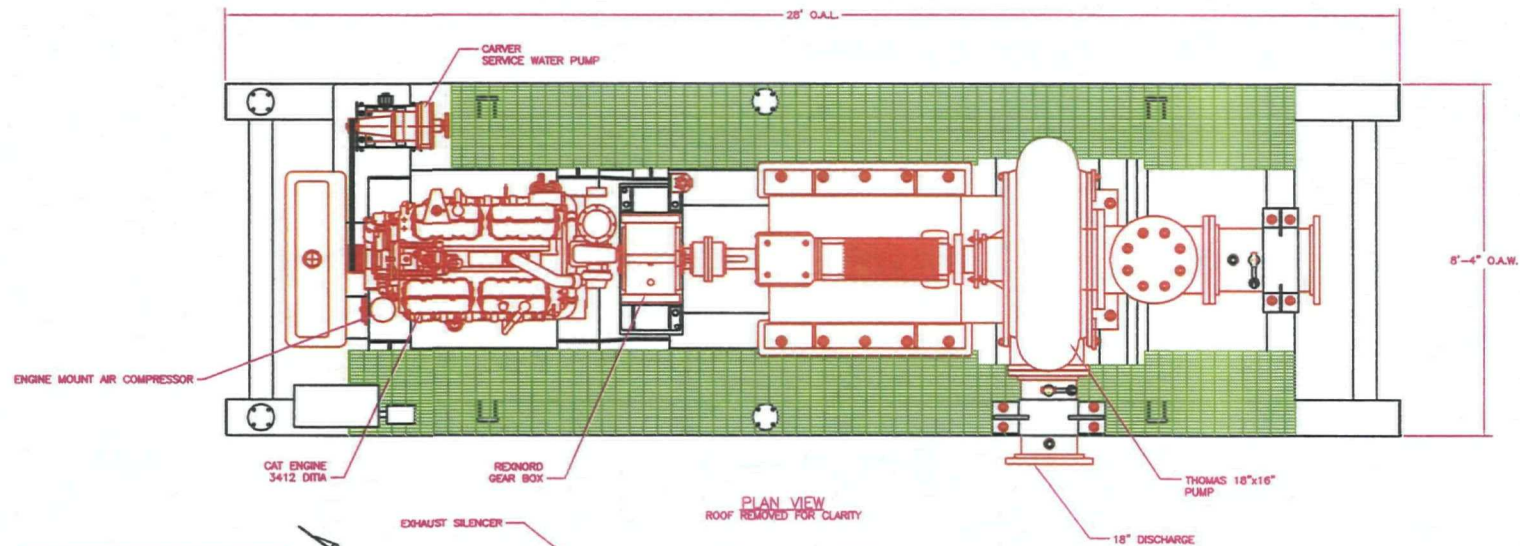 28' O.A.L.
CARVER
SERVICE WATER PUMP
8'-4" O.A.W.
ENGINE MOUNT AIR COMPRESSOR
CAT ENGINE
3412 DITIA
REXNORD
GEAR BOX
THOMAS 18"x16"
PUMP
PLAN VIEW
ROOF REMOVED FOR CLARITY
EXHAUST SILENCER
18" DISCHARGE